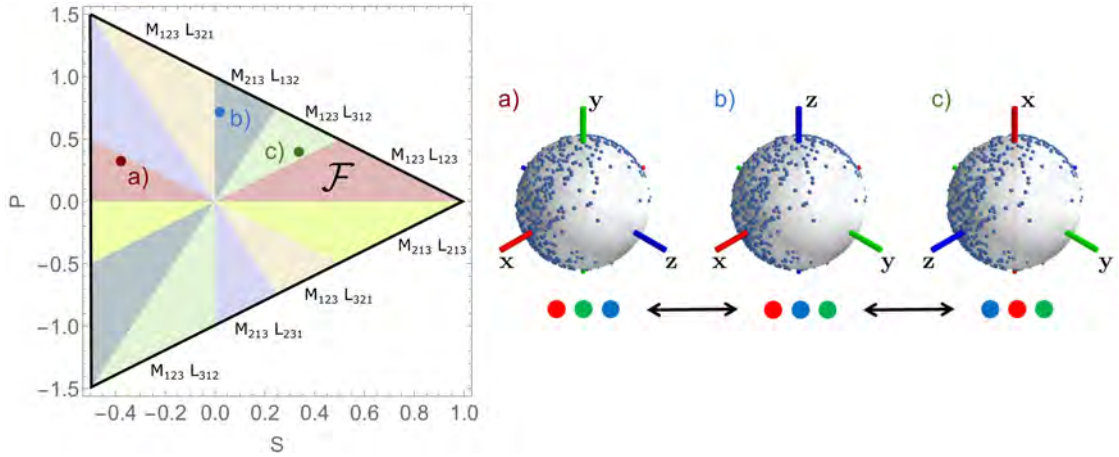 1.5
1.0
0.5
0.0
−0.5
−1.0
−1.5
P
−0.4 −0.2 0.0 0.2 0.4 0.6 0.8 1.0
S
M₁₂₃ L₃₂₁
M₂₁₃ L₁₃₂
M₁₂₃ L₃₁₂
M₁₂₃ L₁₂₃
M₂₁₃ L₂₁₃
M₁₂₃ L₃₂₁
M₂₁₃ L₂₃₁
M₁₂₃ L₃₁₂
a)
b)
c)
ℱ
a) y x z
b) z x y
c) x z y